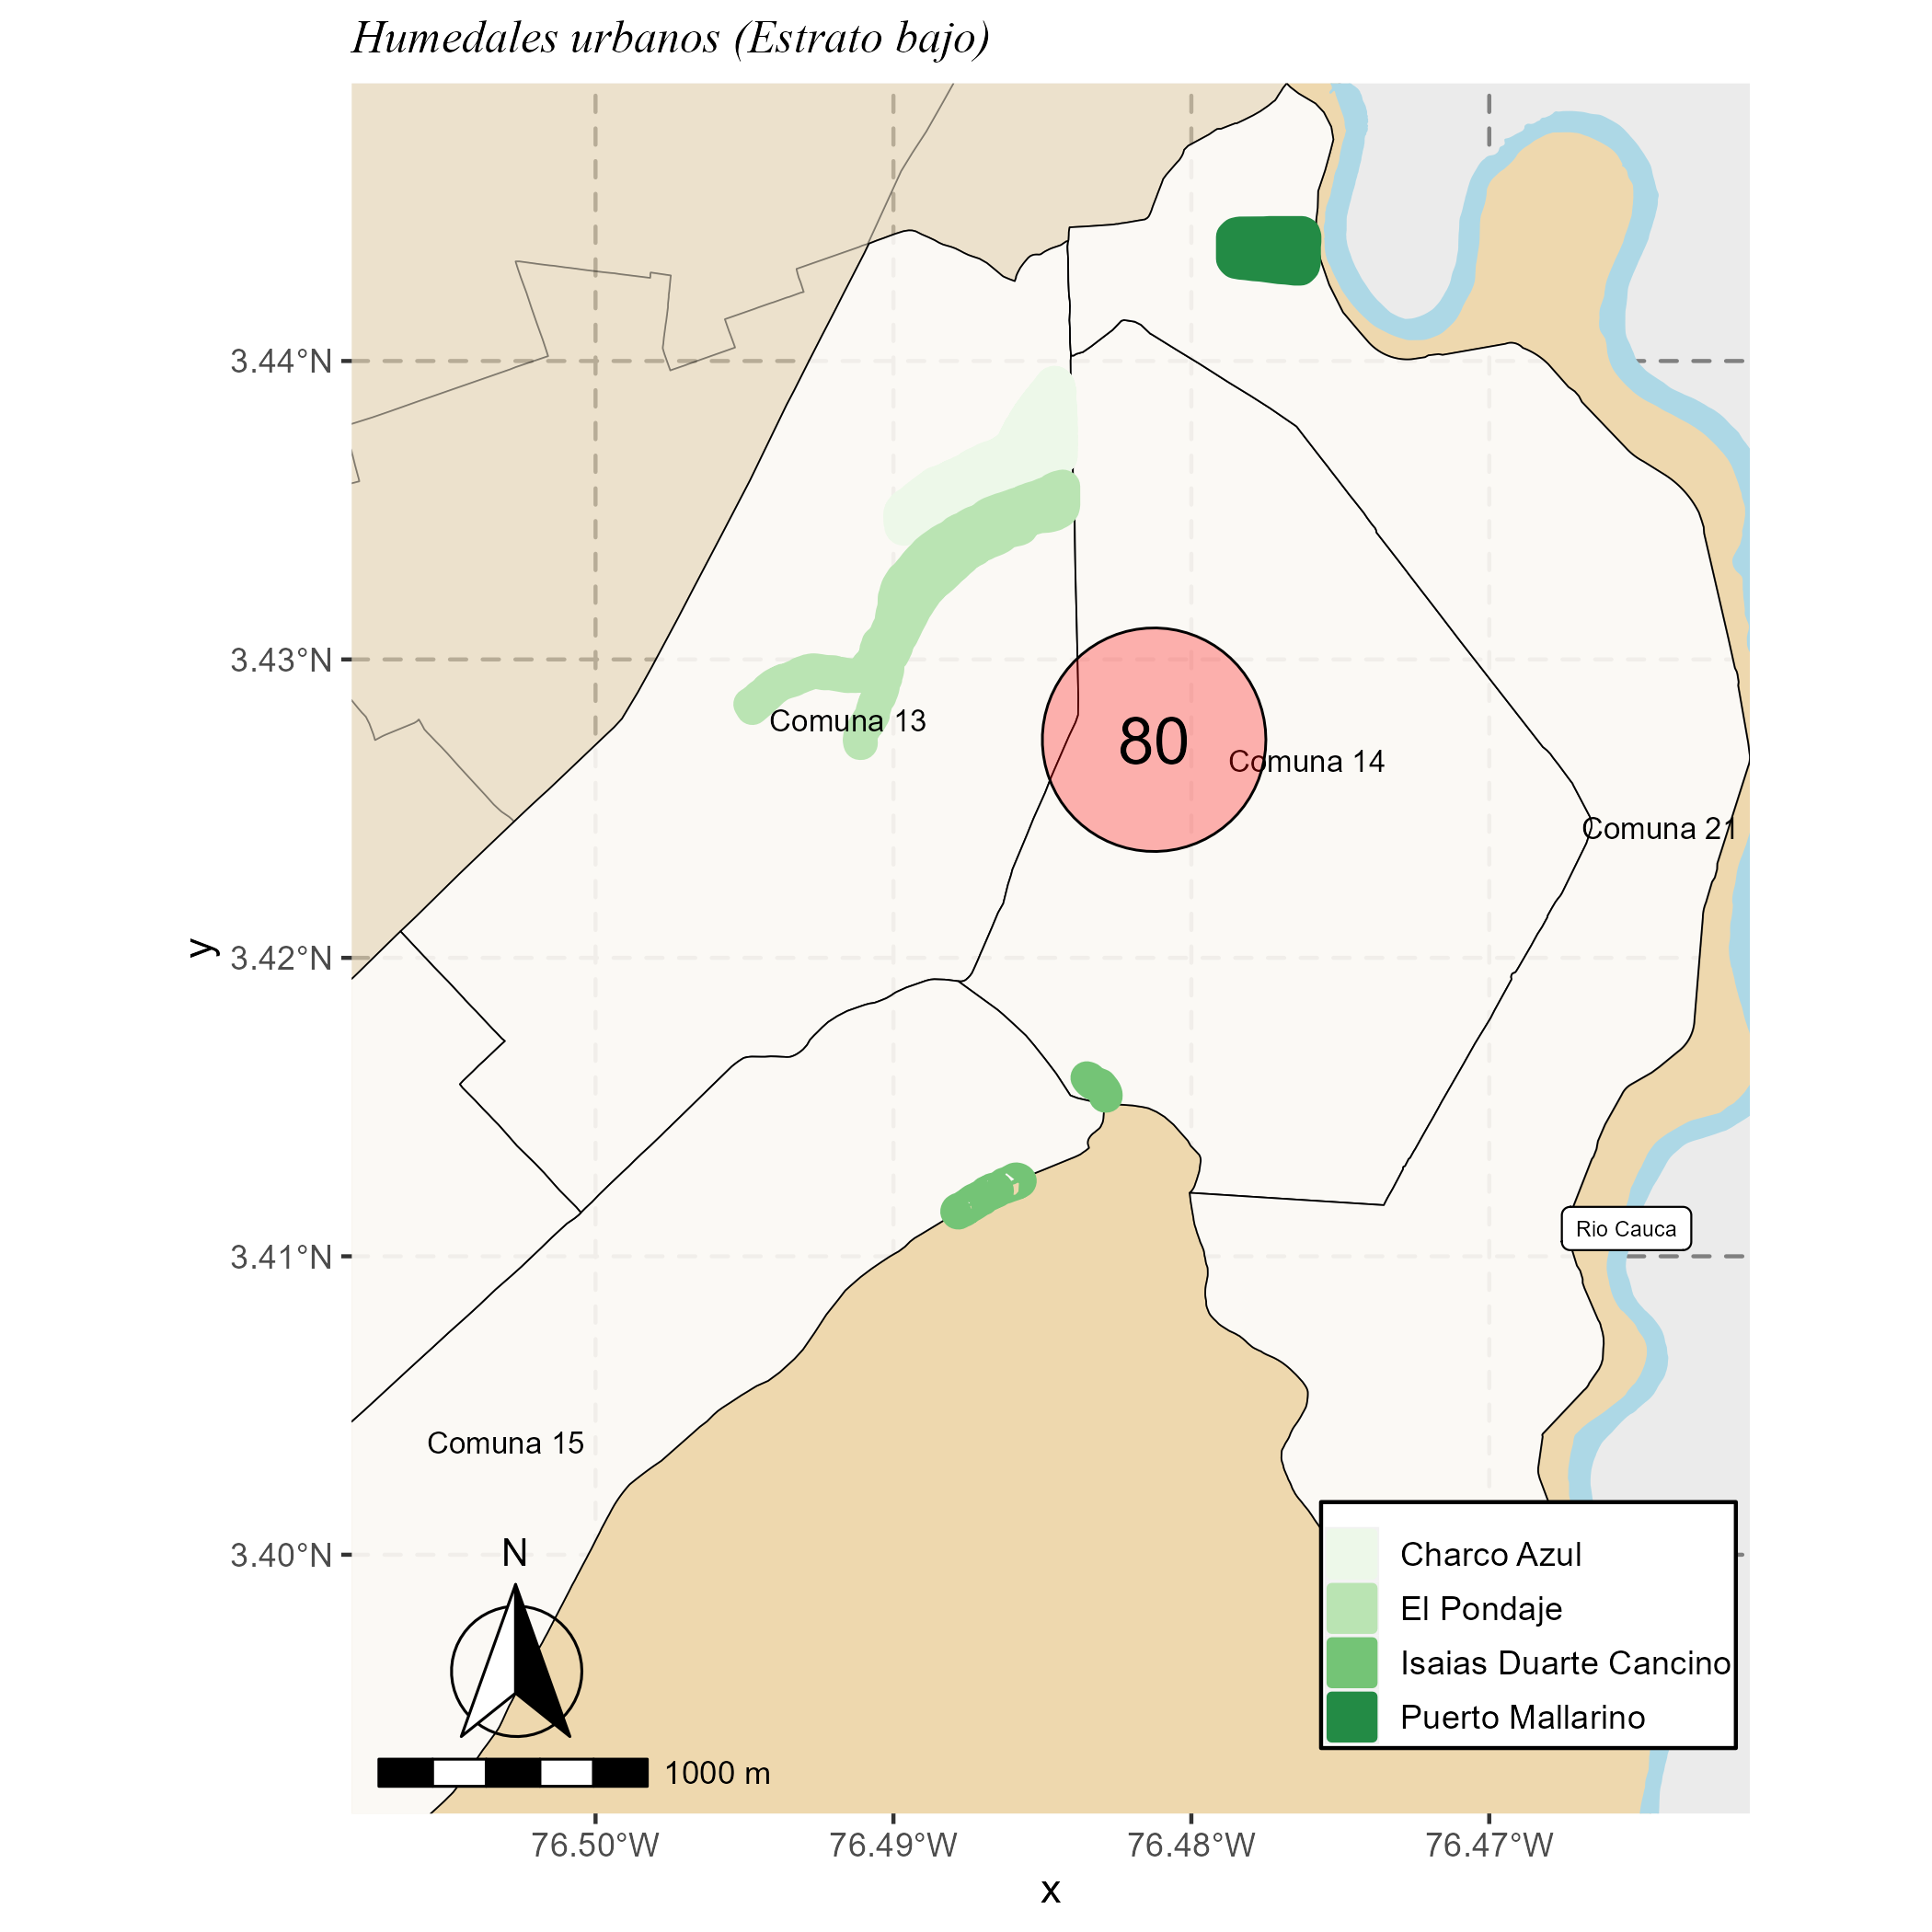 Humedales urbanos (Estrato bajo)
3.44°N
3.43°N
Comuna 13
80
Comuna 14
Comuna 21
y
3.42°N
Rio Cauca
3.41°N
Comuna 15
3.40°N
N
Charco Azul
El Pondaje
Isaias Duarte Cancino
Puerto Mallarino
1000 m
76.50°W 76.49°W 76.48°W 76.47°W
x